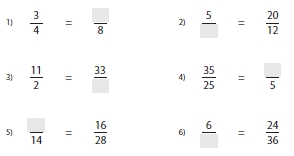 1) 3/4 = /8 2) 5/ = 20/12
3) 11/2 = 33/ 4) 35/25 = /5
5) /14 = 16/28 6) 6/ = 24/36